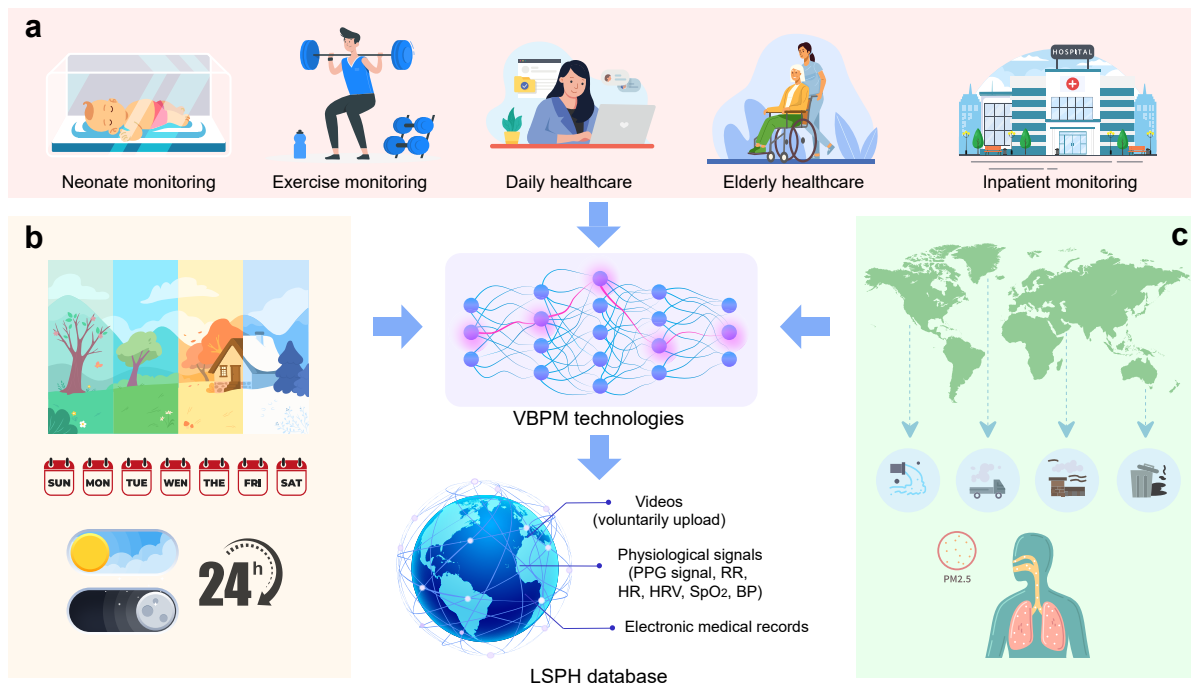 a
HOSPITAL
Neonate monitoring
Exercise monitoring
Daily healthcare
Elderly healthcare
Inpatient monitoring
b
SUN
MON
TUE
WEN
THE
FRI
SAT
24h
VBPM technologies
Videos
(voluntarily upload)
Physiological signals
(PPG signal, RR,
HR, HRV, SpO2, BP)
Electronic medical records
LSPH database
c
PM2.5